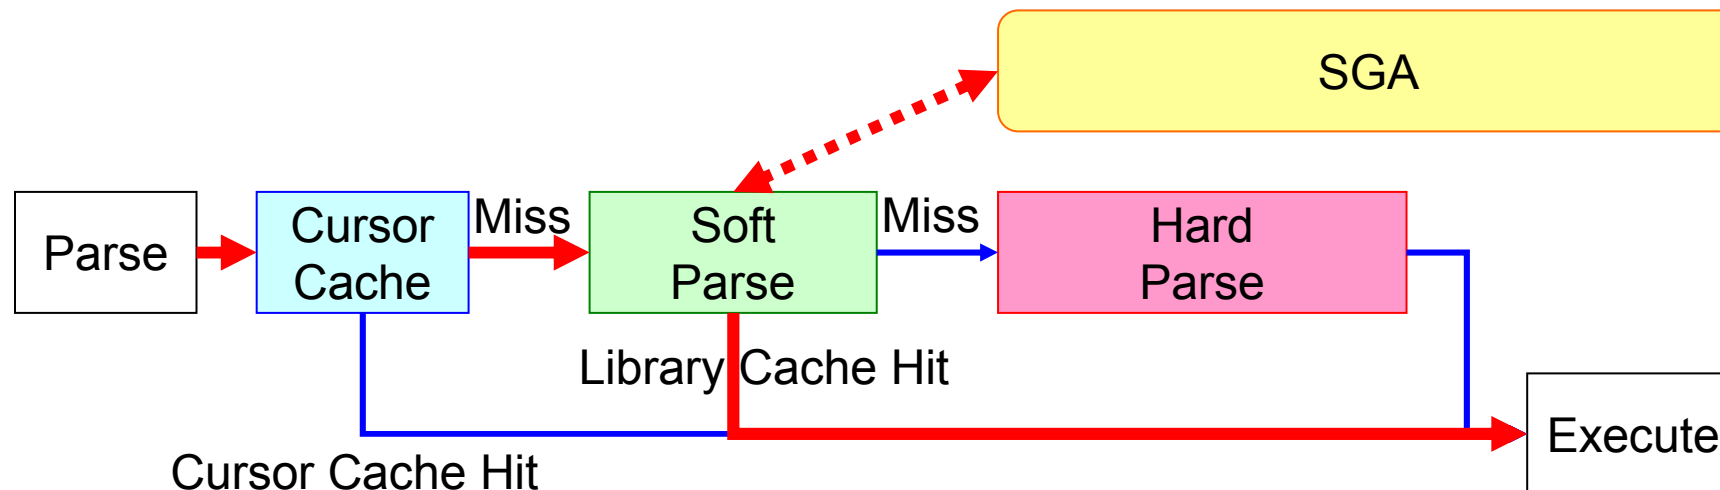 SGA
Parse
Cursor
Cache
Miss
Soft
Parse
Miss
Hard
Parse
Library Cache Hit
Execute
Cursor Cache Hit